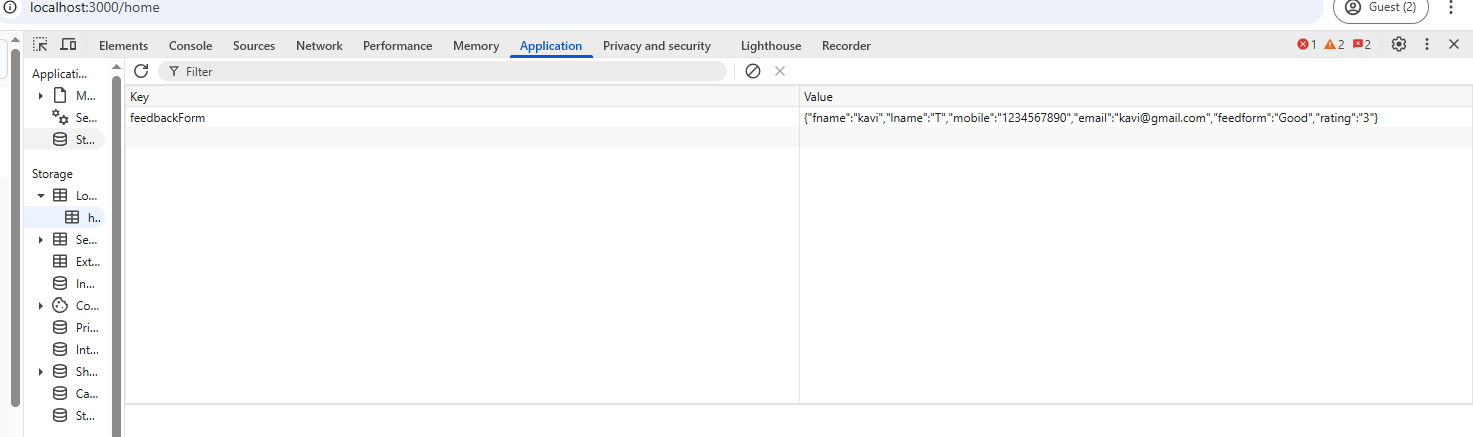 localhost:3000/home
Guest (2)
Elements Console Sources Network Performance Memory Application Privacy and security Lighthouse Recorder 1 2 2
Applicati...
M...
Se...
St...
Storage
Lo...
h..
Se...
Ext...
In...
Co...
Pri...
Int...
Sh...
Ca...
St...
Filter
Key Value
feedbackForm {"fname":"kavi","lname":"T","mobile":"1234567890","email":"kavi@gmail.com","feedform":"Good","rating":"3"}